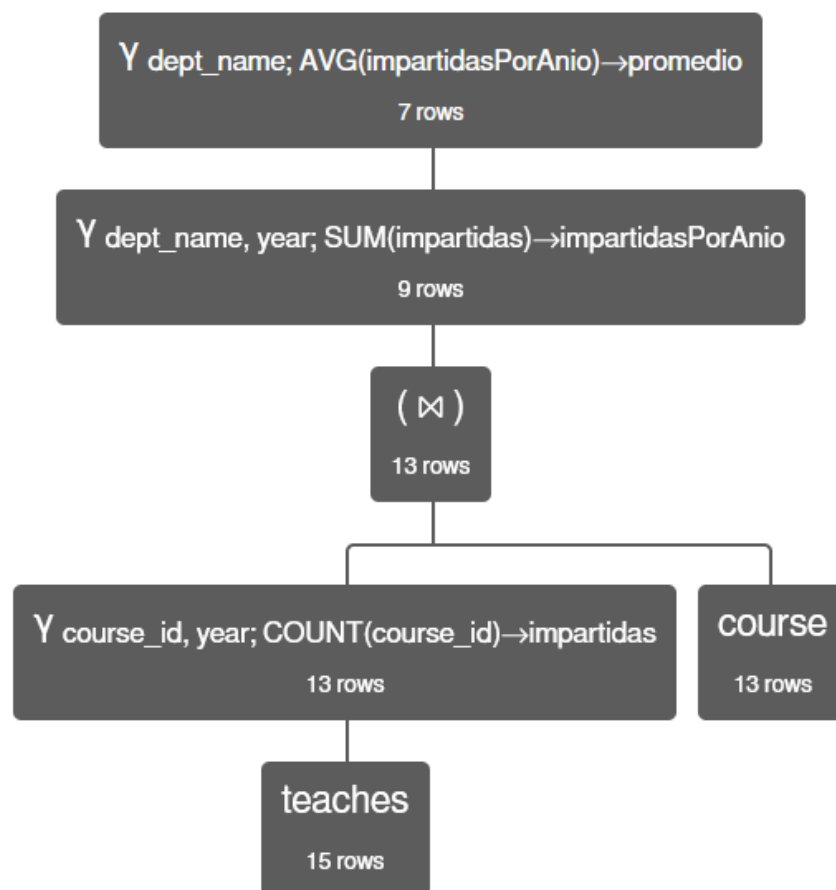 γ dept_name; AVG(impartidasPorAnio)→promedio
7 rows
γ dept_name, year; SUM(impartidas)→impartidasPorAnio
9 rows
( ⋈ )
13 rows
γ course_id, year; COUNT(course_id)→impartidas
13 rows
course
13 rows
teaches
15 rows